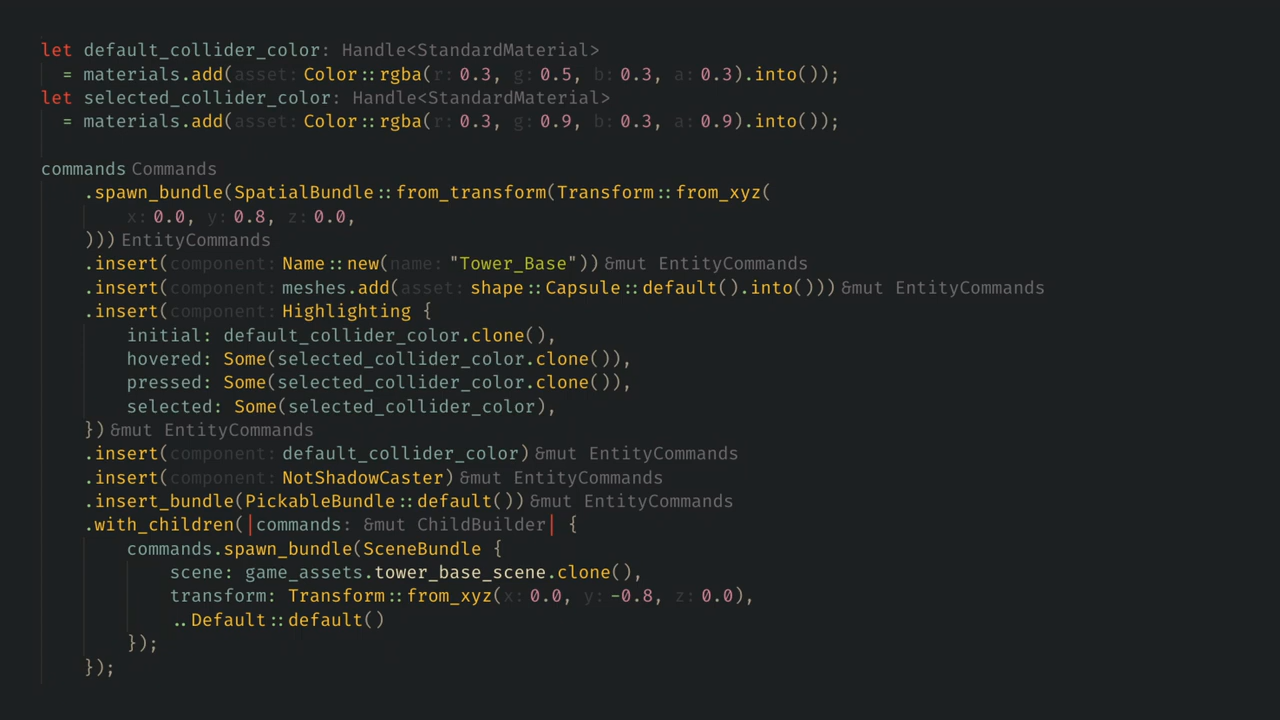 let default_collider_color: Handle<StandardMaterial>
  = materials.add(asset: Color::rgba(r: 0.3, g: 0.5, b: 0.3, a: 0.3).into());
let selected_collider_color: Handle<StandardMaterial>
  = materials.add(asset: Color::rgba(r: 0.3, g: 0.9, b: 0.3, a: 0.9).into());

commands Commands
    .spawn_bundle(SpatialBundle::from_transform(Transform::from_xyz(
        x: 0.0, y: 0.8, z: 0.0,
    ))) EntityCommands
    .insert(component: Name::new(name: "Tower_Base")) &mut EntityCommands
    .insert(component: meshes.add(asset: shape::Capsule::default().into())) &mut EntityCommands
    .insert(component: Highlighting {
        initial: default_collider_color.clone(),
        hovered: Some(selected_collider_color.clone()),
        pressed: Some(selected_collider_color.clone()),
        selected: Some(selected_collider_color),
    }) &mut EntityCommands
    .insert(component: default_collider_color) &mut EntityCommands
    .insert(component: NotShadowCaster) &mut EntityCommands
    .insert_bundle(PickableBundle::default()) &mut EntityCommands
    .with_children(|commands: &mut ChildBuilder| {
        commands.spawn_bundle(SceneBundle {
            scene: game_assets.tower_base_scene.clone(),
            transform: Transform::from_xyz(x: 0.0, y: -0.8, z: 0.0),
            ..Default::default()
        });
    });